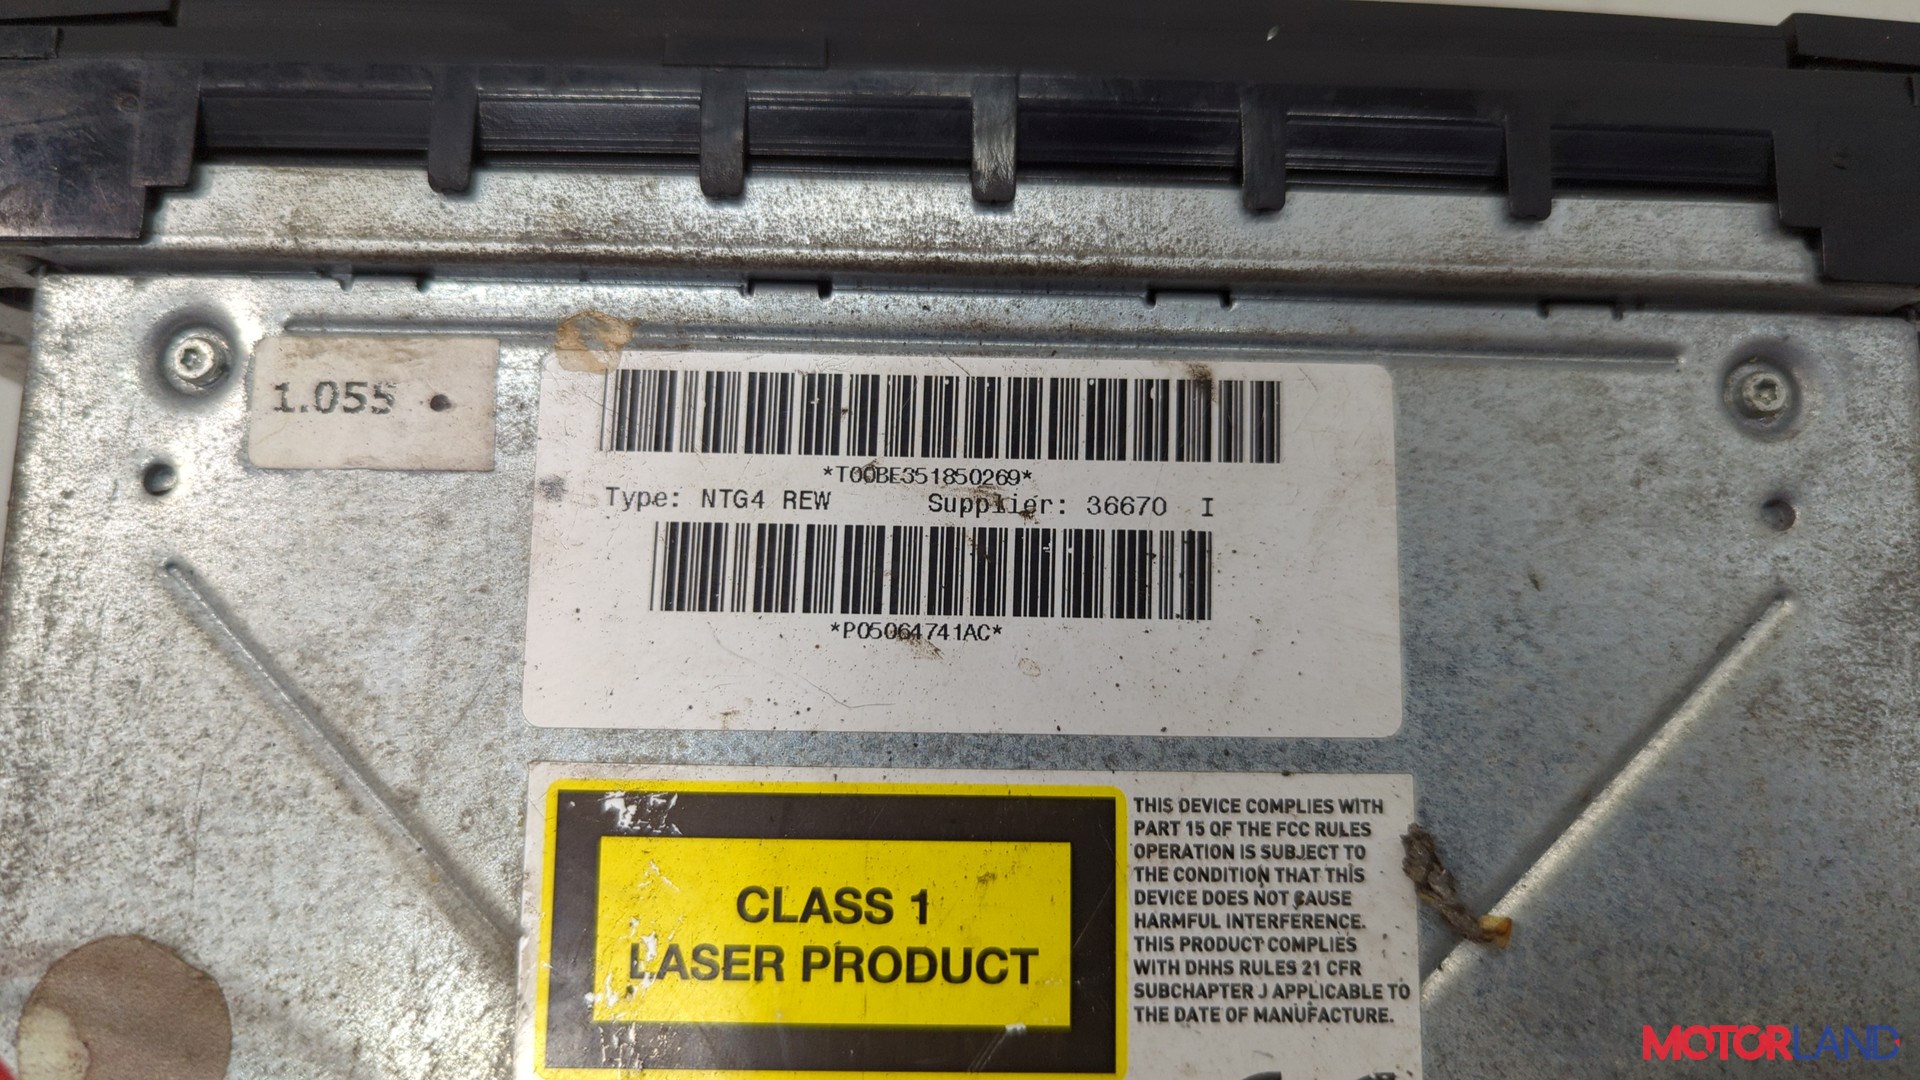 1.055
*T00BE351850269*
Type: NTG4 REW Supplier: 36670 I
*P05064741AC*
CLASS 1
LASER PRODUCT
THIS DEVICE COMPLIES WITH
PART 15 OF THE FCC RULES
OPERATION IS SUBJECT TO
THE CONDITION THAT THIS
DEVICE DOES NOT CAUSE
HARMFUL INTERFERENCE.
THIS PRODUCT COMPLIES
WITH DHHS RULES 21 CFR
SUBCHAPTER J APPLICABLE TO
THE DATE OF MANUFACTURE.
MOTORLAND